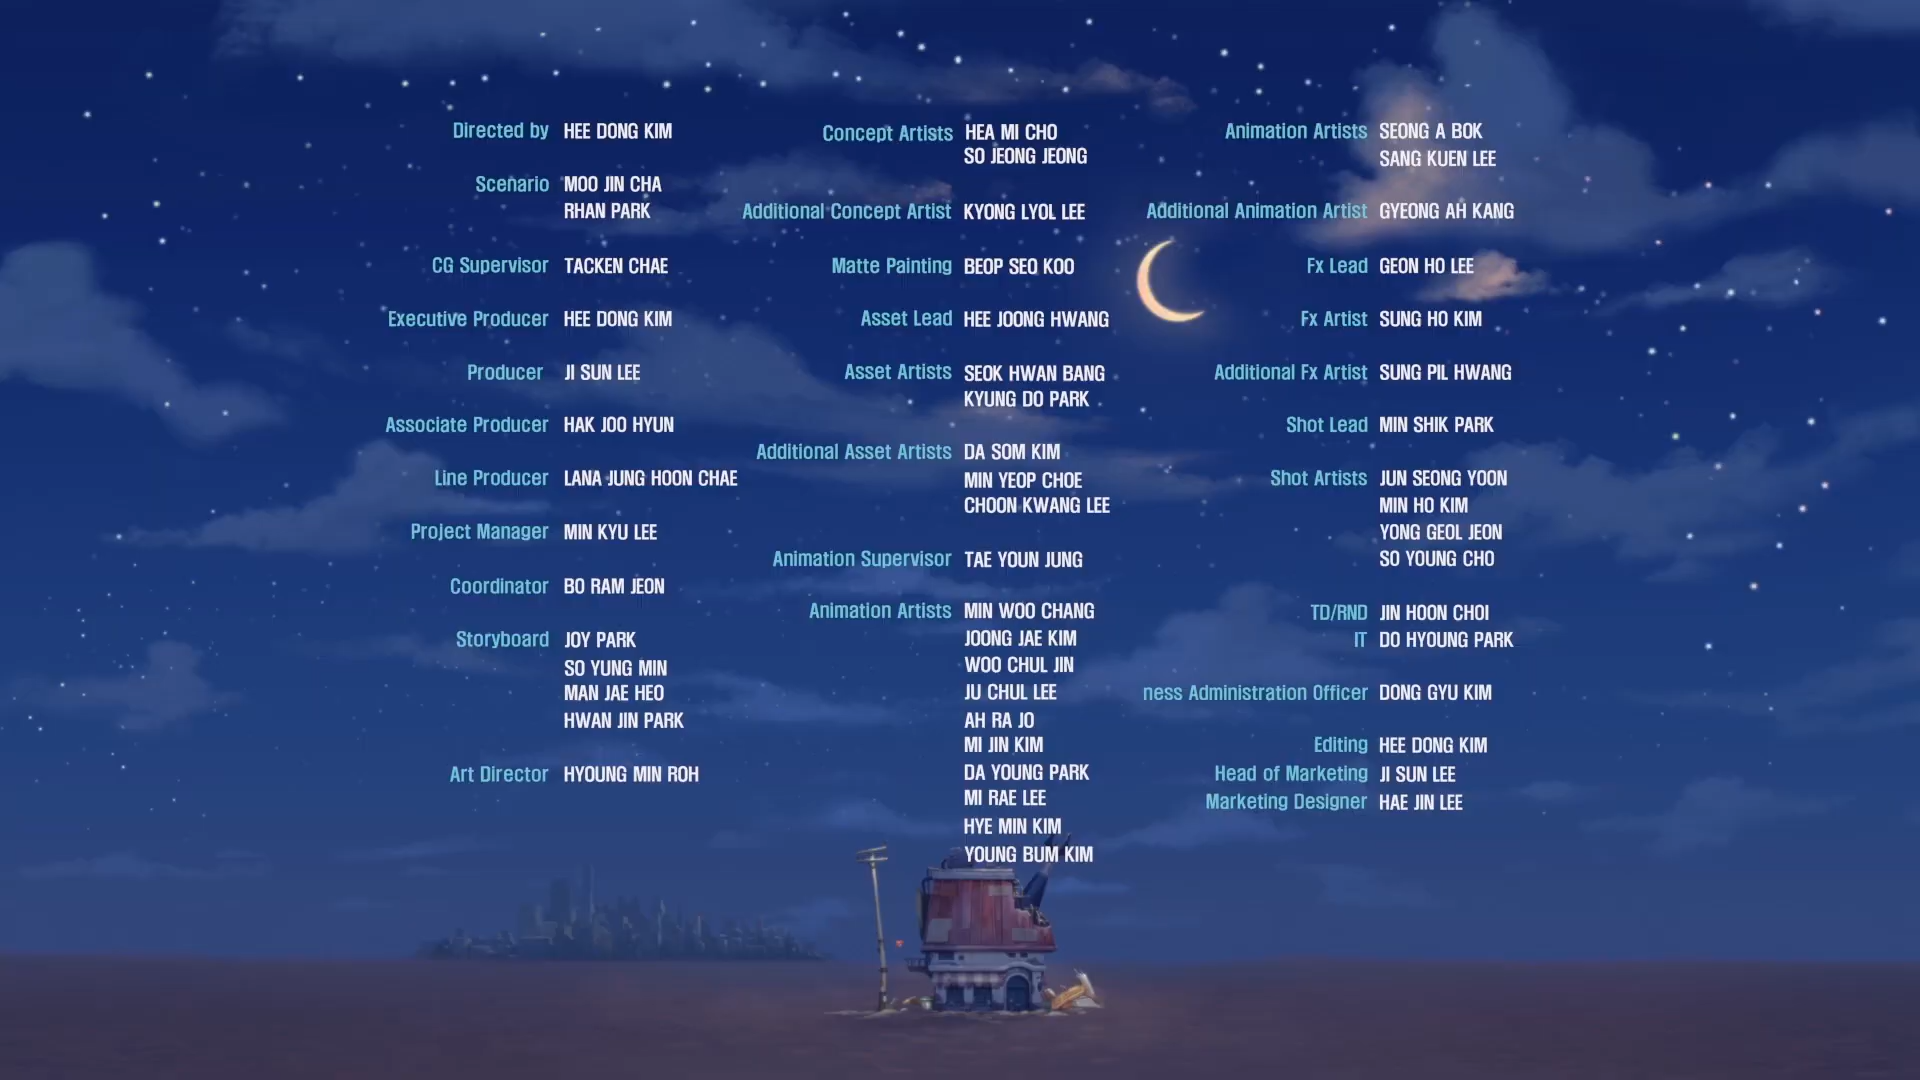 Directed by HEE DONG KIM
Scenario MOO JIN CHA
RHAN PARK
CG Supervisor TACKEN CHAE
Executive Producer HEE DONG KIM
Producer JI SUN LEE
Associate Producer HAK JOO HYUN
Line Producer LANA JUNG HOON CHAE
Project Manager MIN KYU LEE
Coordinator BO RAM JEON
Storyboard JOY PARK
SO YUNG MIN
MAN JAE HEO
HWAN JIN PARK
Art Director HYOUNG MIN ROH
Concept Artists HEA MI CHO
SO JEONG JEONG
Additional Concept Artist KYONG LYOL LEE
Matte Painting BEOP SEO KOO
Asset Lead HEE JOONG HWANG
Asset Artists SEOK HWAN BANG
KYUNG DO PARK
Additional Asset Artists DA SOM KIM
MIN YEOP CHOE
CHOON KWANG LEE
Animation Supervisor TAE YOUN JUNG
Animation Artists MIN WOO CHANG
JOONG JAE KIM
WOO CHUL JIN
JU CHUL LEE
AH RA JO
MI JIN KIM
DA YOUNG PARK
MI RAE LEE
HYE MIN KIM
YOUNG BUM KIM
Animation Artists SEONG A BOK
SANG KUEN LEE
Additional Animation Artist GYEONG AH KANG
Fx Lead GEON HO LEE
Fx Artist SUNG HO KIM
Additional Fx Artist SUNG PIL HWANG
Shot Lead MIN SHIK PARK
Shot Artists JUN SEONG YOON
MIN HO KIM
YONG GEOL JEON
SO YOUNG CHO
TD/RND JIN HOON CHOI
IT DO HYOUNG PARK
ness Administration Officer DONG GYU KIM
Editing HEE DONG KIM
Head of Marketing JI SUN LEE
Marketing Designer HAE JIN LEE